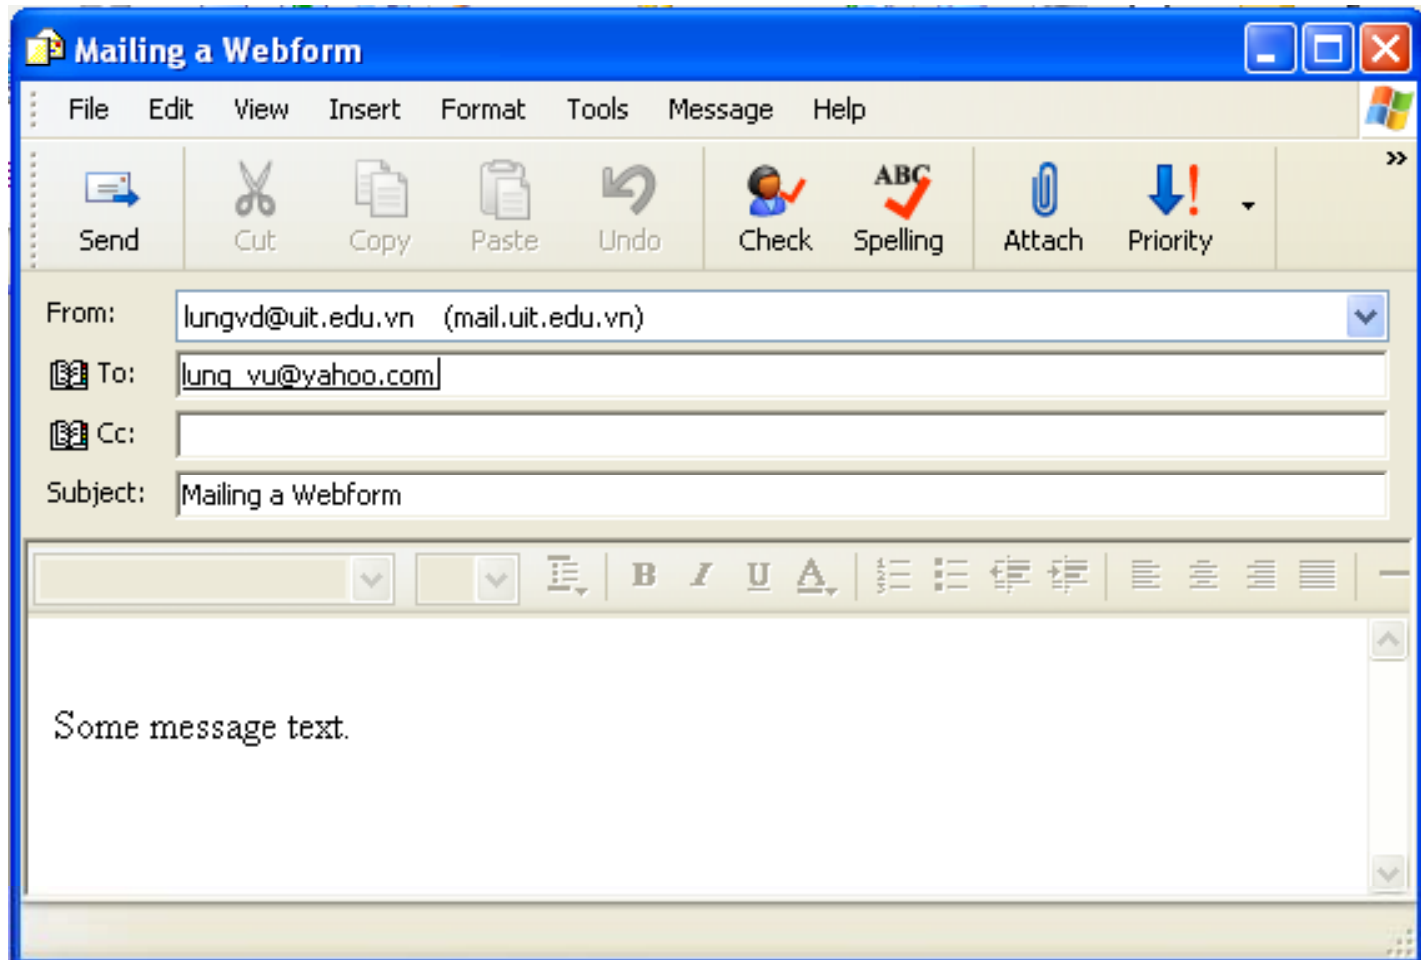 Mailing a Webform
File Edit View Insert Format Tools Message Help
»
ABC
Send Cut Copy Paste Undo Check Spelling Attach Priority
From: lungvd@uit.edu.vn (mail.uit.edu.vn)
To: lung_vu@yahoo.com
Cc:
Subject: Mailing a Webform
B I U A
Some message text.